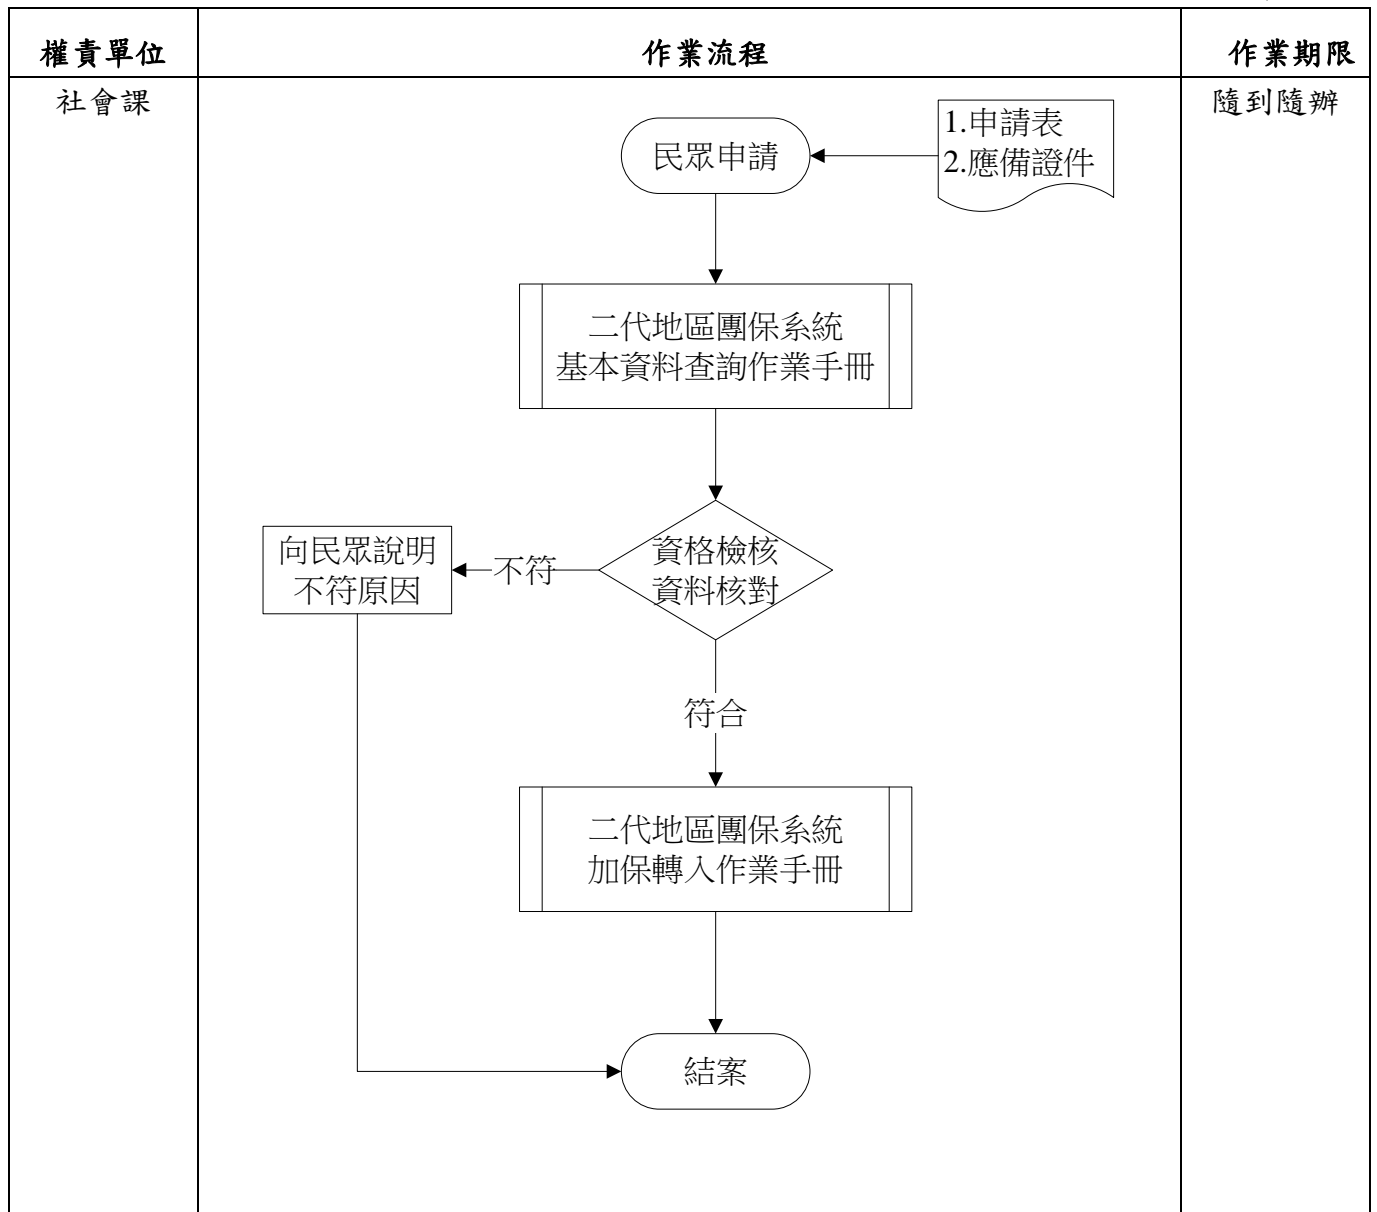 權責單位
作業流程
作業期限
社會課
隨到隨辦
民眾申請
1.申請表
2.應備證件
二代地區團保系統
基本資料查詢作業手冊
資格檢核
資料核對
不符
向民眾說明
不符原因
符合
二代地區團保系統
加保轉入作業手冊
結案